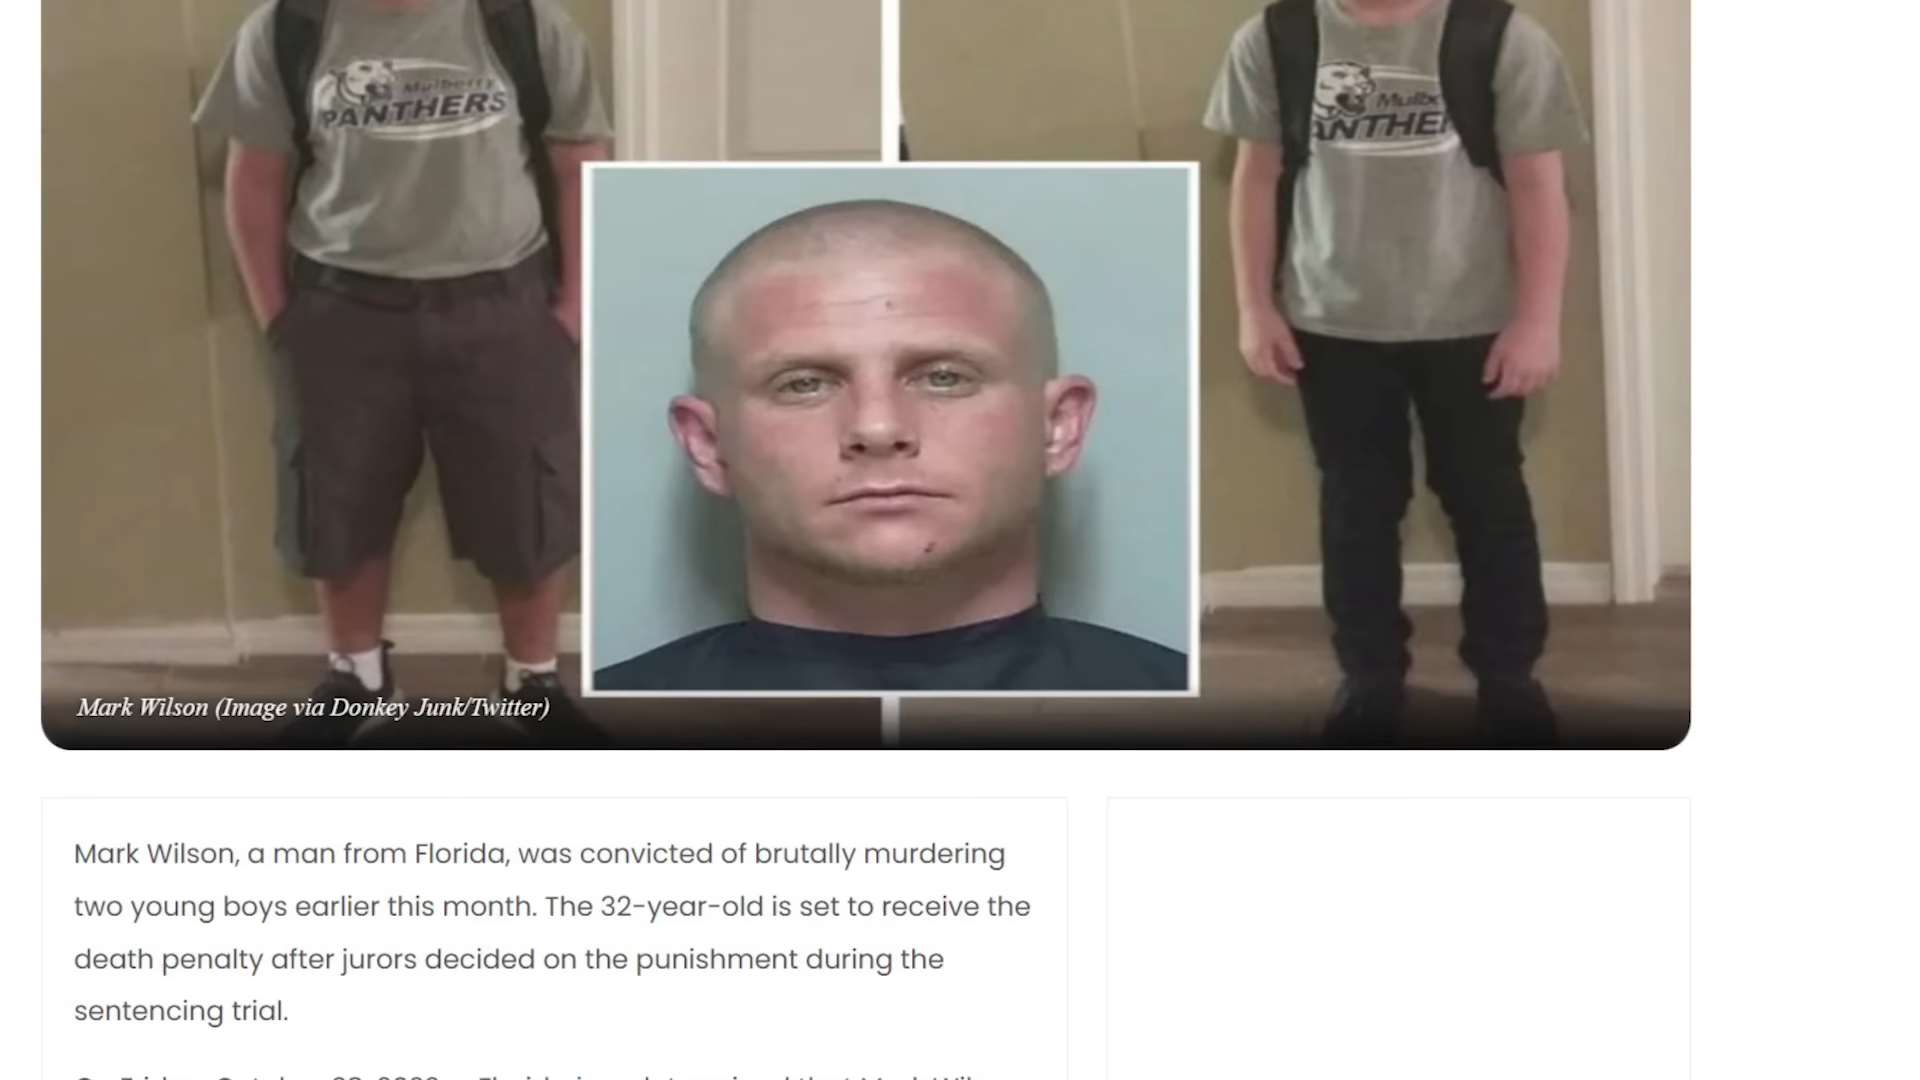 Mulberry
PANTHERS
Mulbe
ANTHE
Mark Wilson (Image via Donkey Junk/Twitter)
Mark Wilson, a man from Florida, was convicted of brutally murdering
two young boys earlier this month. The 32-year-old is set to receive the
death penalty after jurors decided on the punishment during the
sentencing trial.